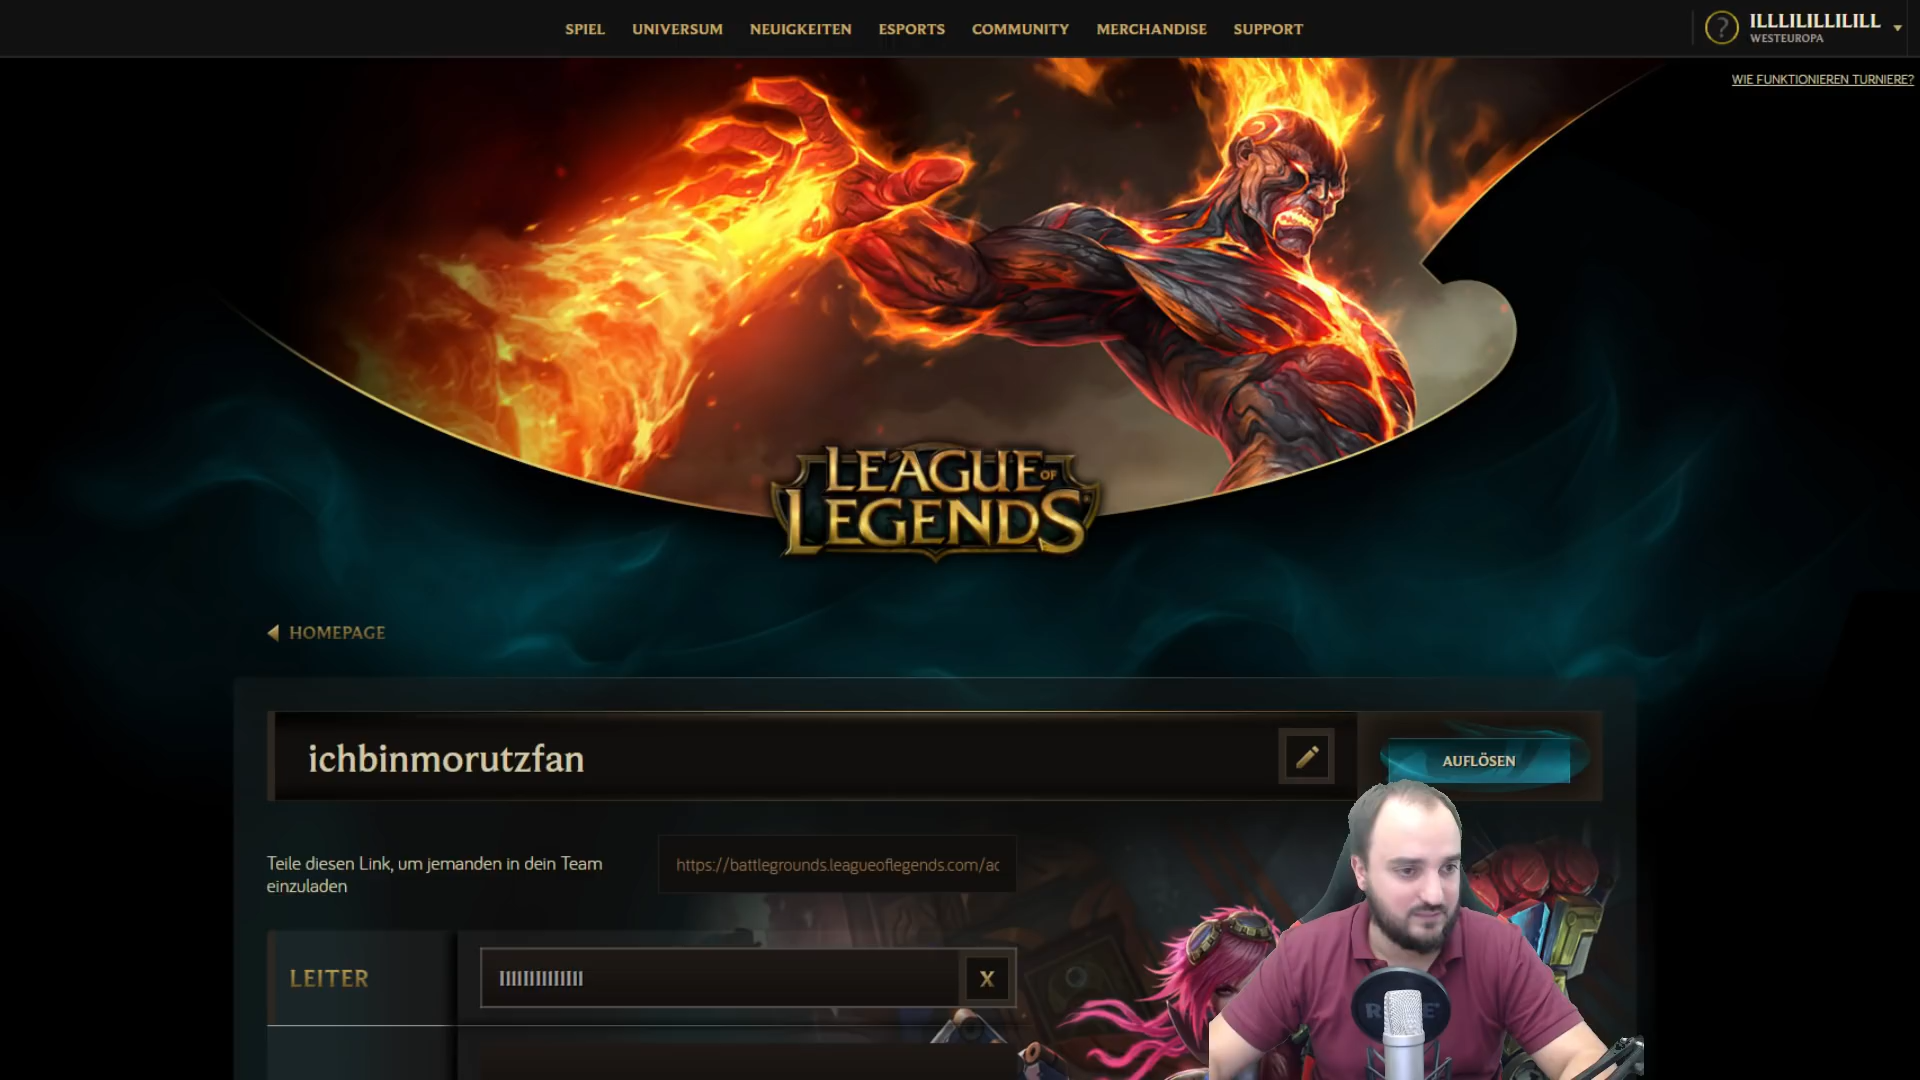 SPIEL UNIVERSUM NEUIGKEITEN ESPORTS COMMUNITY MERCHANDISE SUPPORT
ILLLILILLILILL
WESTEUROPA
WIE FUNKTIONIEREN TURNIERE?
LEAGUE OF
LEGENDS
HOMEPAGE
ichbinmorutzfan
AUFLÖSEN
Teile diesen Link, um jemanden in dein Team
einzuladen
https://battlegrounds.leagueoflegends.com/ac
LEITER
X